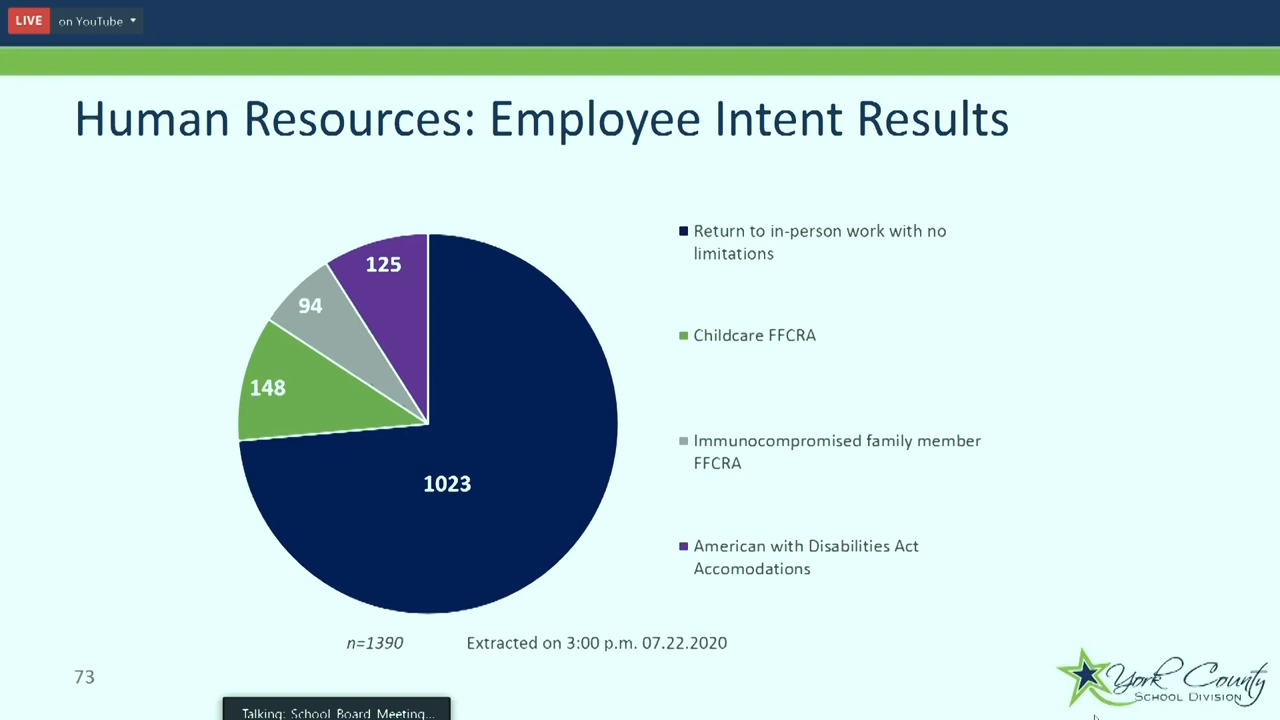 LIVE on YouTube
Human Resources: Employee Intent Results
125
94
148
1023
Return to in-person work with no
limitations
Childcare FFCRA
Immunocompromised family member
FFCRA
American with Disabilities Act
Accomodations
n=1390 Extracted on 3:00 p.m. 07.22.2020
73
York County
SCHOOL DIVISION
Talking: School Board Meeting...